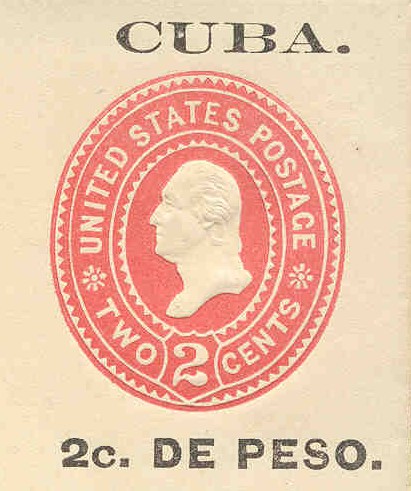 CUBA.
UNITED STATES POSTAGE
TWO 2 CENTS
2c. DE PESO.